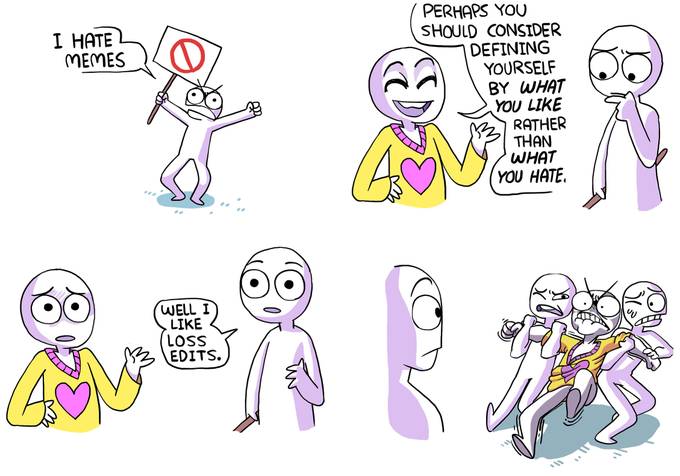 I HATE
MEMES
PERHAPS YOU
SHOULD CONSIDER
DEFINING
YOURSELF
BY WHAT
YOU LIKE
RATHER
THAN
WHAT
YOU HATE.
WELL I
LIKE
LOSS
EDITS.